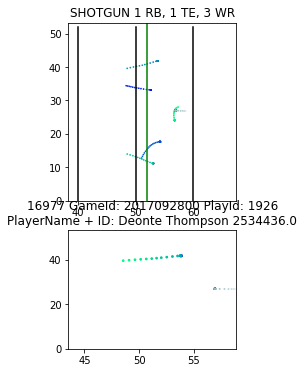 SHOTGUN 1 RB, 1 TE, 3 WR
50
40
30
20
10
0
40 50 60
16977 GameId: 2017092800 PlayId: 1926
PlayerName + ID: Deonte Thompson 2534436.0
40
20
0
45 50 55